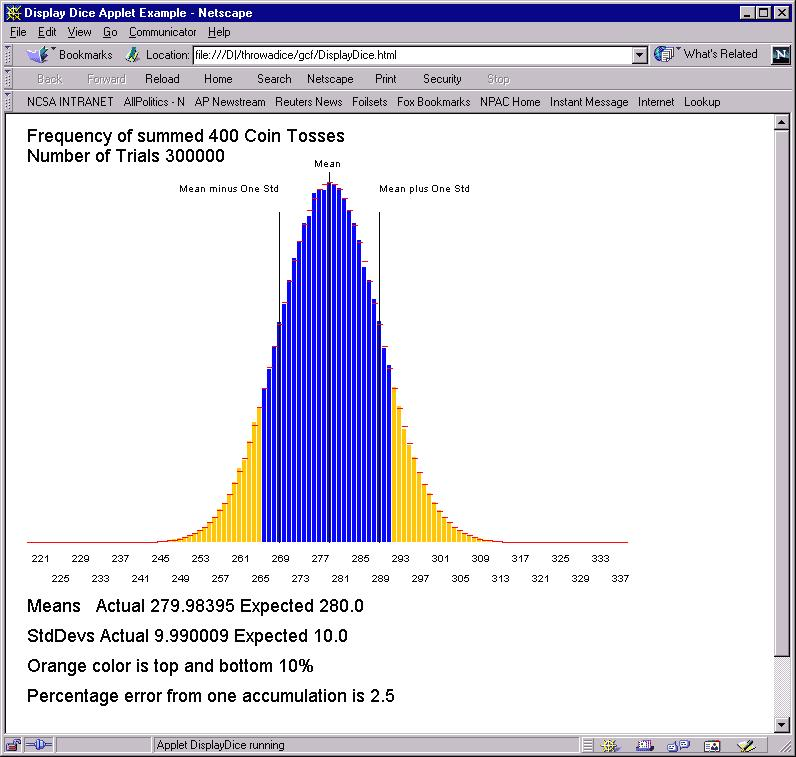 Display Dice Applet Example - Netscape
File Edit View Go Communicator Help
Bookmarks Location: file:///D|/throwadice/gcf/DisplayDice.html What's Related N
Back Forward Reload Home Search Netscape Print Security Stop
NCSA INTRANET AllPolitics - N AP Newstream Reuters News Foilsets Fox Bookmarks NPAC Home Instant Message Internet Lookup
Frequency of summed 400 Coin Tosses
Number of Trials 300000
Mean
Mean minus One Std Mean plus One Std
221 229 237 245 253 261 269 277 285 293 301 309 317 325 333
225 233 241 249 257 265 273 281 289 297 305 313 321 329 337
Means Actual 279.98395 Expected 280.0
StdDevs Actual 9.990009 Expected 10.0
Orange color is top and bottom 10%
Percentage error from one accumulation is 2.5
Applet DisplayDice running